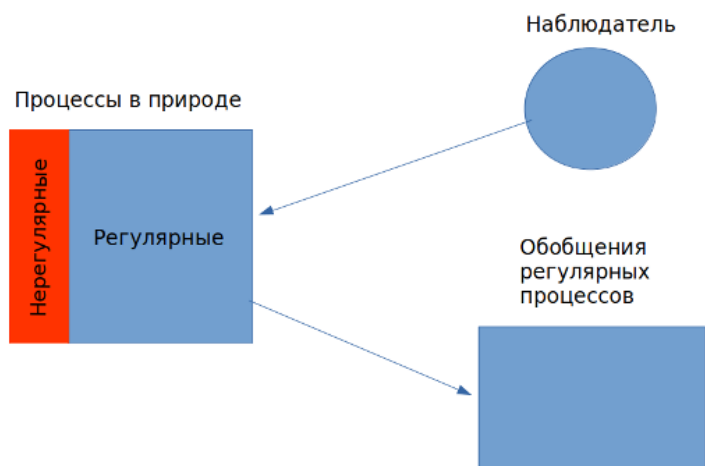 Наблюдатель
Процессы в природе
Нерегулярные
Регулярные
Обобщения
регулярных
процессов